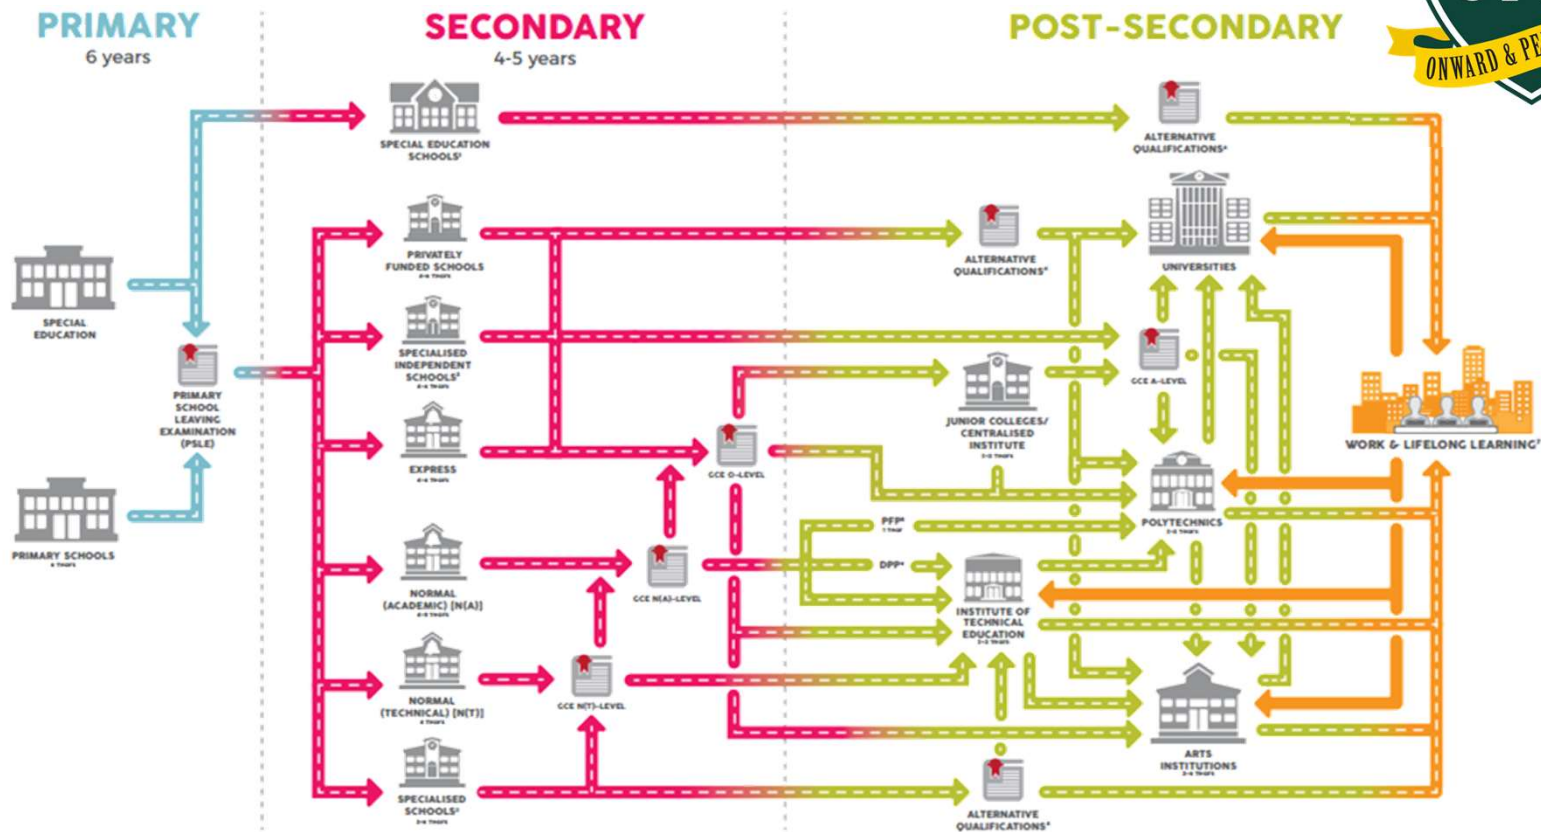 PRIMARY
6 years
SECONDARY
4-5 years
POST-SECONDARY
ONWARD &
SPECIAL EDUCATION
SCHOOLS
ALTERNATIVE
QUALIFICATIONS
PRIVATELY
FUNDED SCHOOLS
ALTERNATIVE
QUALIFICATIONS
UNIVERSITIES
SPECIAL
EDUCATION
SPECIALISED
INDEPENDENT
SCHOOLS
PRIMARY
SCHOOL
LEAVING
EXAMINATION
(PSLE)
GCE A-LEVEL
JUNIOR COLLEGES/
CENTRALISED
INSTITUTE
WORK & LIFELONG LEARNING
EXPRESS
GCE O-LEVEL
PRIMARY SCHOOLS
POLYTECHNICS
PFP
1 Year
DPP
NORMAL
(ACADEMIC) [N(A)]
GCE N(A)-LEVEL
INSTITUTE OF
TECHNICAL
EDUCATION
NORMAL
(TECHNICAL) [N(T)]
GCE N(T)-LEVEL
ARTS
INSTITUTIONS
SPECIALISED
SCHOOLS
ALTERNATIVE
QUALIFICATIONS